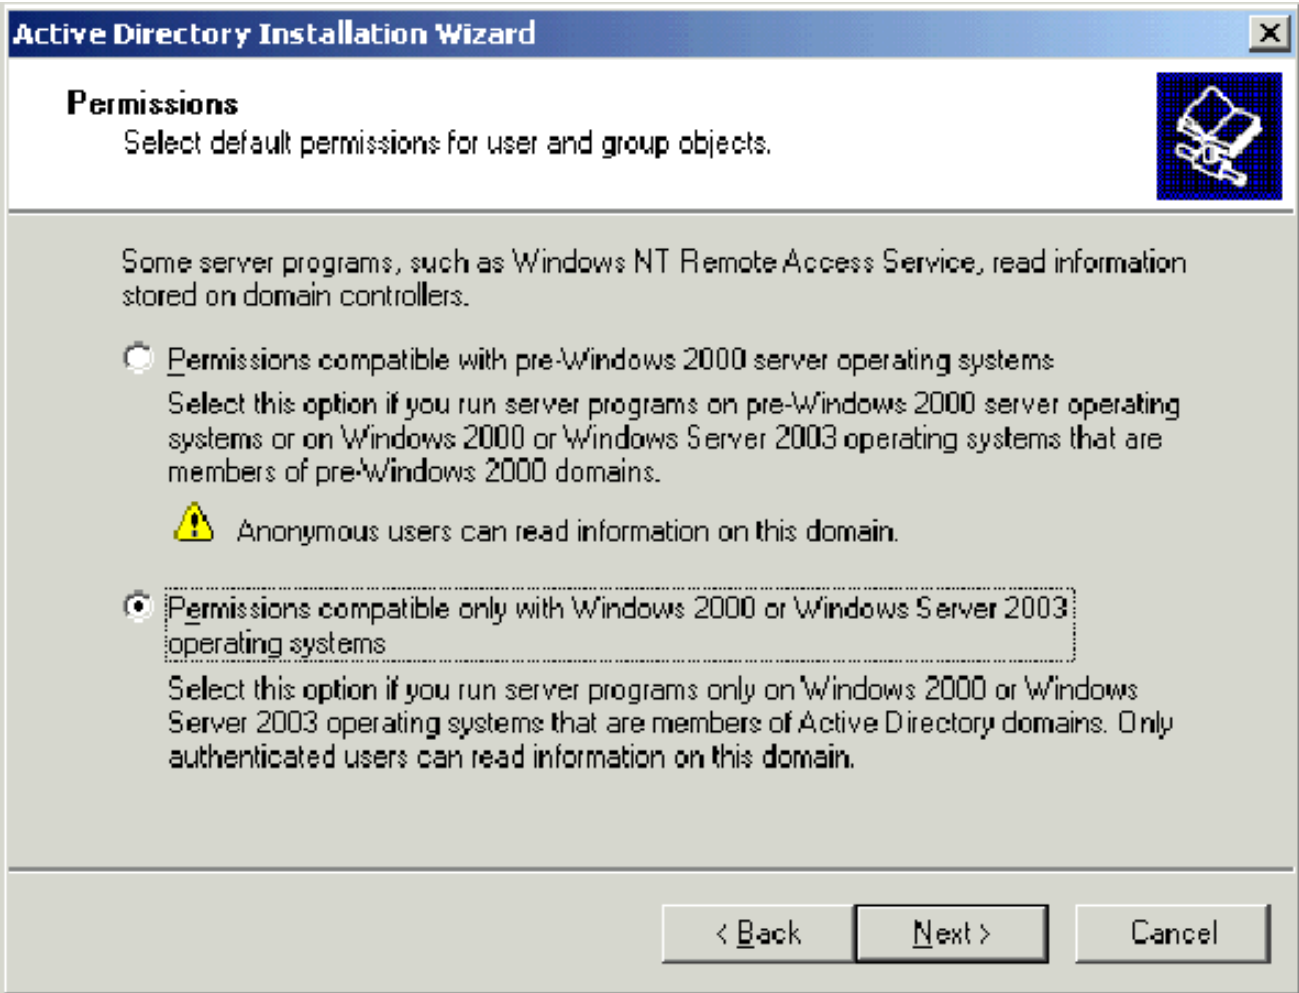 Active Directory Installation Wizard
Permissions
Select default permissions for user and group objects.
Some server programs, such as Windows NT Remote Access Service, read information
stored on domain controllers.
Permissions compatible with pre-Windows 2000 server operating systems
Select this option if you run server programs on pre-Windows 2000 server operating
systems or on Windows 2000 or Windows Server 2003 operating systems that are
members of pre-Windows 2000 domains.
Anonymous users can read information on this domain.
Permissions compatible only with Windows 2000 or Windows Server 2003
operating systems
Select this option if you run server programs only on Windows 2000 or Windows
Server 2003 operating systems that are members of Active Directory domains. Only
authenticated users can read information on this domain.
< Back Next > Cancel